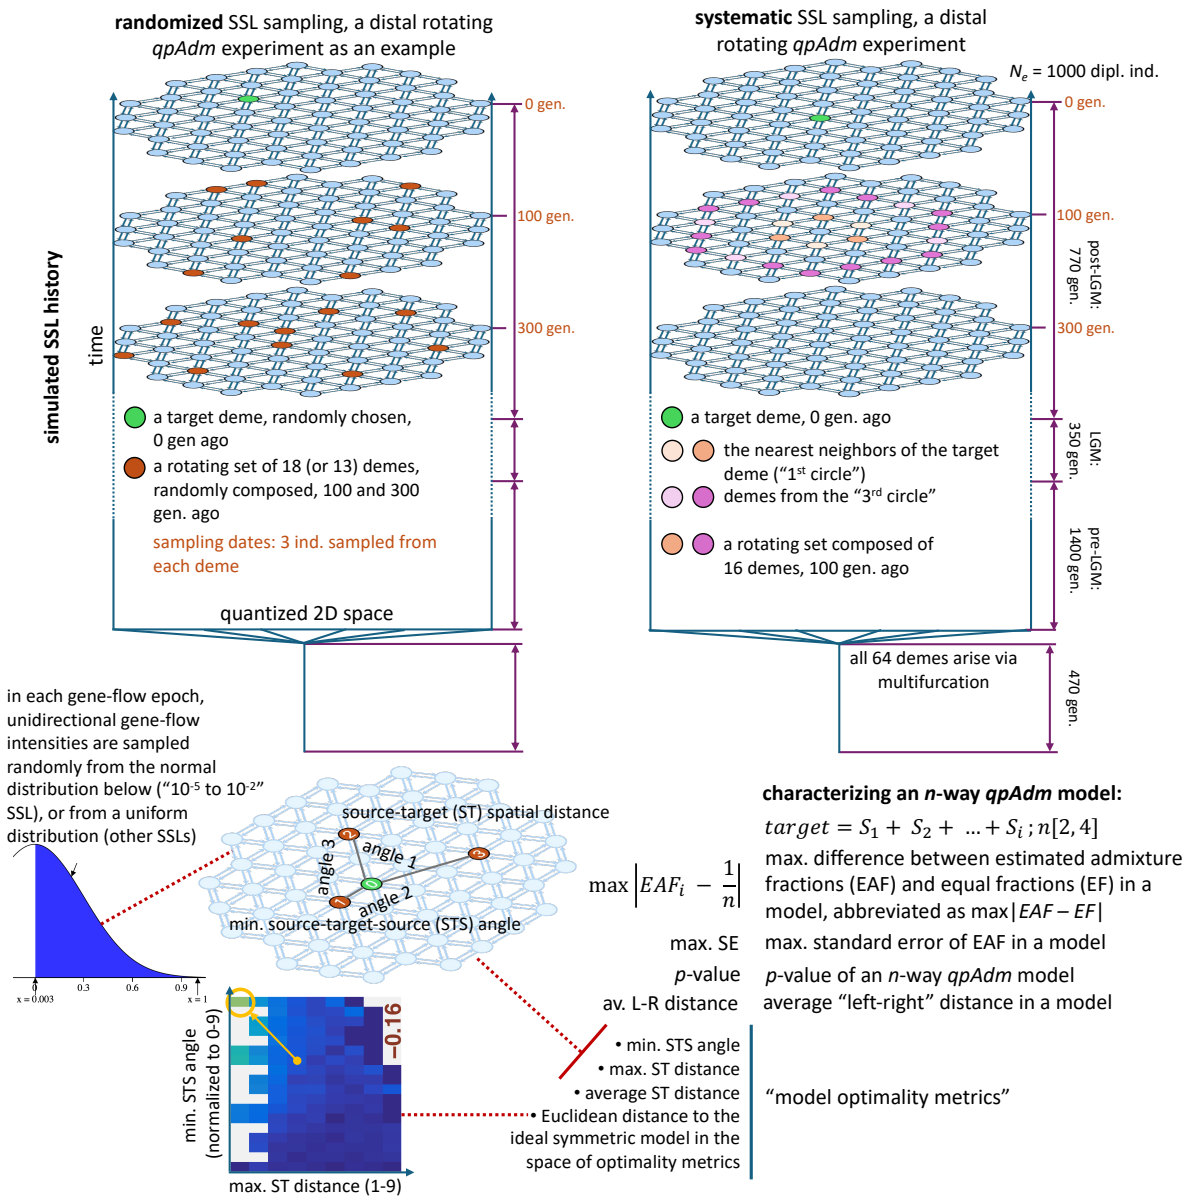 randomized SSL sampling, a distal rotating
qpAdm experiment as an example
systematic SSL sampling, a distal
rotating qpAdm experiment
Nₑ = 1000 dipl. ind.
0 gen.
100 gen.
300 gen.
0 gen.
100 gen.
300 gen.
simulated SSL history
time
post-LGM:
770 gen.
LGM:
350 gen.
pre-LGM:
1400 gen.
470 gen.
a target deme, randomly chosen,
0 gen ago
a rotating set of 18 (or 13) demes,
randomly composed, 100 and 300
gen. ago
sampling dates: 3 ind. sampled from
each deme
quantized 2D space
a target deme, 0 gen. ago
the nearest neighbors of the target
deme (“1st circle”)
demes from the “3rd circle”
a rotating set composed of
16 demes, 100 gen. ago
all 64 demes arise via
multifurcation
in each gene-flow epoch,
unidirectional gene-flow
intensities are sampled
randomly from the normal
distribution below (“10⁻⁵ to 10⁻²”
SSL), or from a uniform
distribution (other SSLs)
0 0.3 0.6 0.9
x = 0.003 x = 1
source-target (ST) spatial distance
2
3
0
1
angle 3
angle 1
angle 2
min. source-target-source (STS) angle
min. STS angle
(normalized to 0-9)
−0.16
max. ST distance (1-9)
characterizing an n-way qpAdm model:
target = S₁ + S₂ + …+ Sᵢ ; n[2, 4]
max |EAFᵢ − 1/n|
max. difference between estimated admixture
fractions (EAF) and equal fractions (EF) in a
model, abbreviated as max|EAF – EF|
max. SE
max. standard error of EAF in a model
p-value
p-value of an n-way qpAdm model
av. L-R distance
average “left-right” distance in a model
• min. STS angle
• max. ST distance
• average ST distance
• Euclidean distance to the
ideal symmetric model in the
space of optimality metrics
“model optimality metrics”